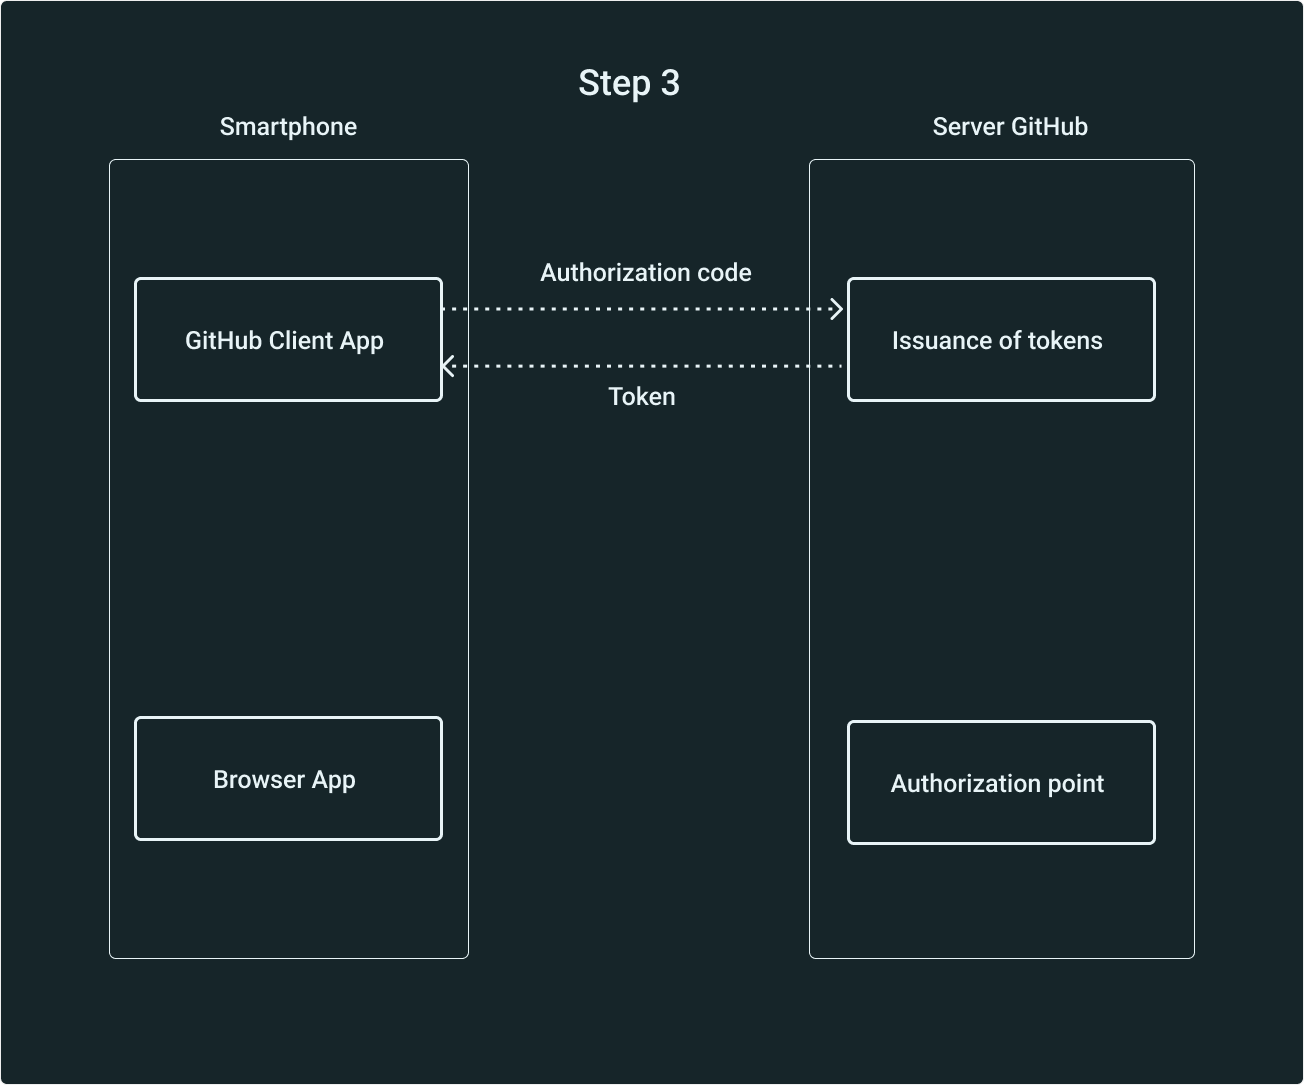 Step 3
Smartphone
Server GitHub
Authorization code
GitHub Client App
Issuance of tokens
Token
Browser App
Authorization point